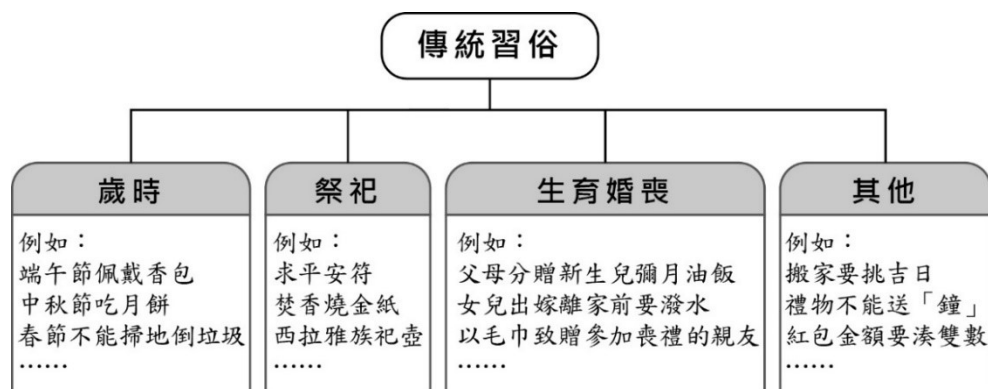 傳統習俗
歲時
例如：
端午節佩戴香包
中秋節吃月餅
春節不能掃地倒垃圾
……
祭祀
例如：
求平安符
焚香燒金紙
西拉雅族祀壺
……
生育婚喪
例如：
父母分贈新生兒彌月油飯
女兒出嫁離家前要潑水
以毛巾致贈參加喪禮的親友
……
其他
例如：
搬家要挑吉日
禮物不能送「鐘」
紅包金額要湊雙數
……